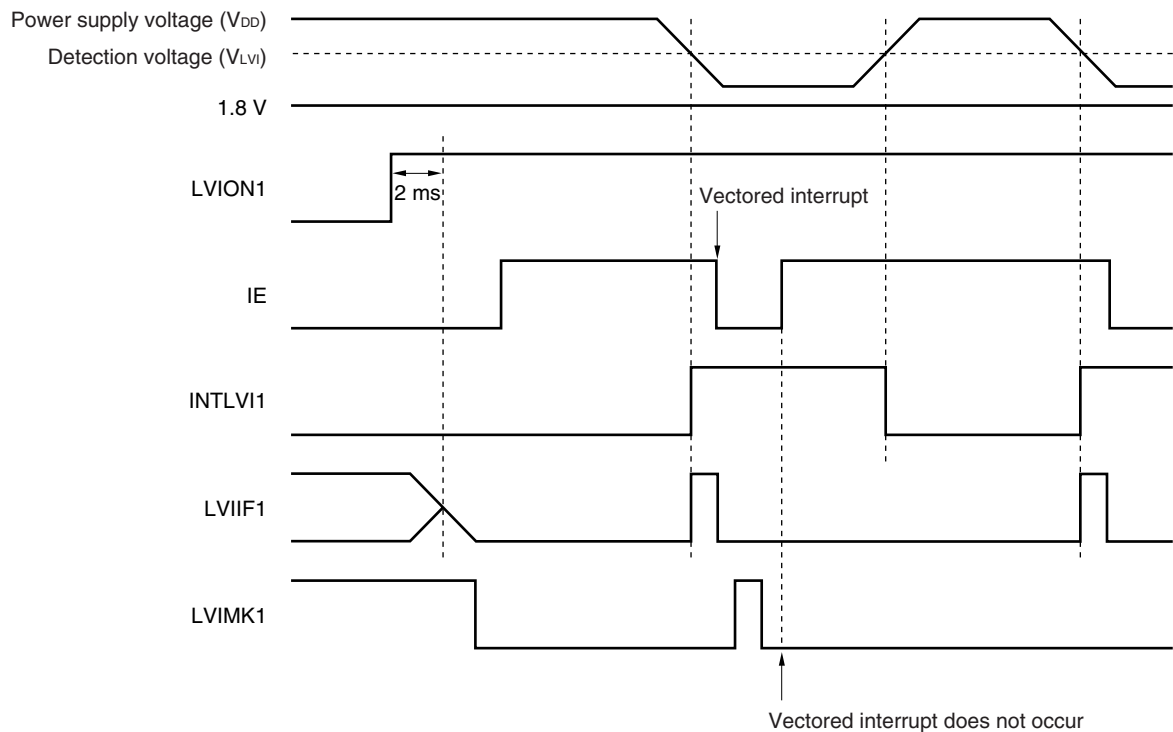 Power supply voltage (VDD)
Detection voltage (VLVI)
1.8 V
LVION1
2 ms
Vectored interrupt
IE
INTLVI1
LVIIF1
LVIMK1
Vectored interrupt does not occur